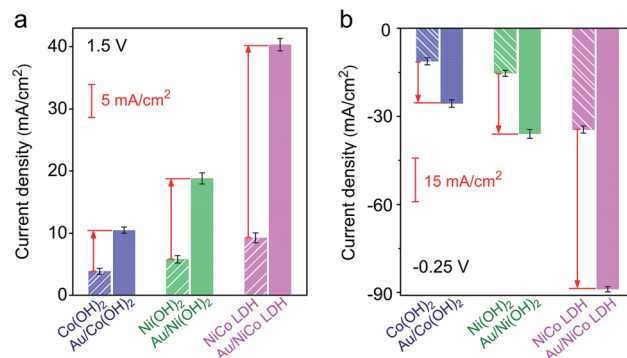 a
1.5 V
5 mA/cm²
Current density (mA/cm²)
40
30
20
10
0
Co(OH)₂
Au/Co(OH)₂
Ni(OH)₂
Au/Ni(OH)₂
NiCo LDH
Au/NiCo LDH
b
Current density (mA/cm²)
0
-30
-60
-90
15 mA/cm²
-0.25 V
Co(OH)₂
Au/Co(OH)₂
Ni(OH)₂
Au/Ni(OH)₂
NiCo LDH
Au/NiCo LDH